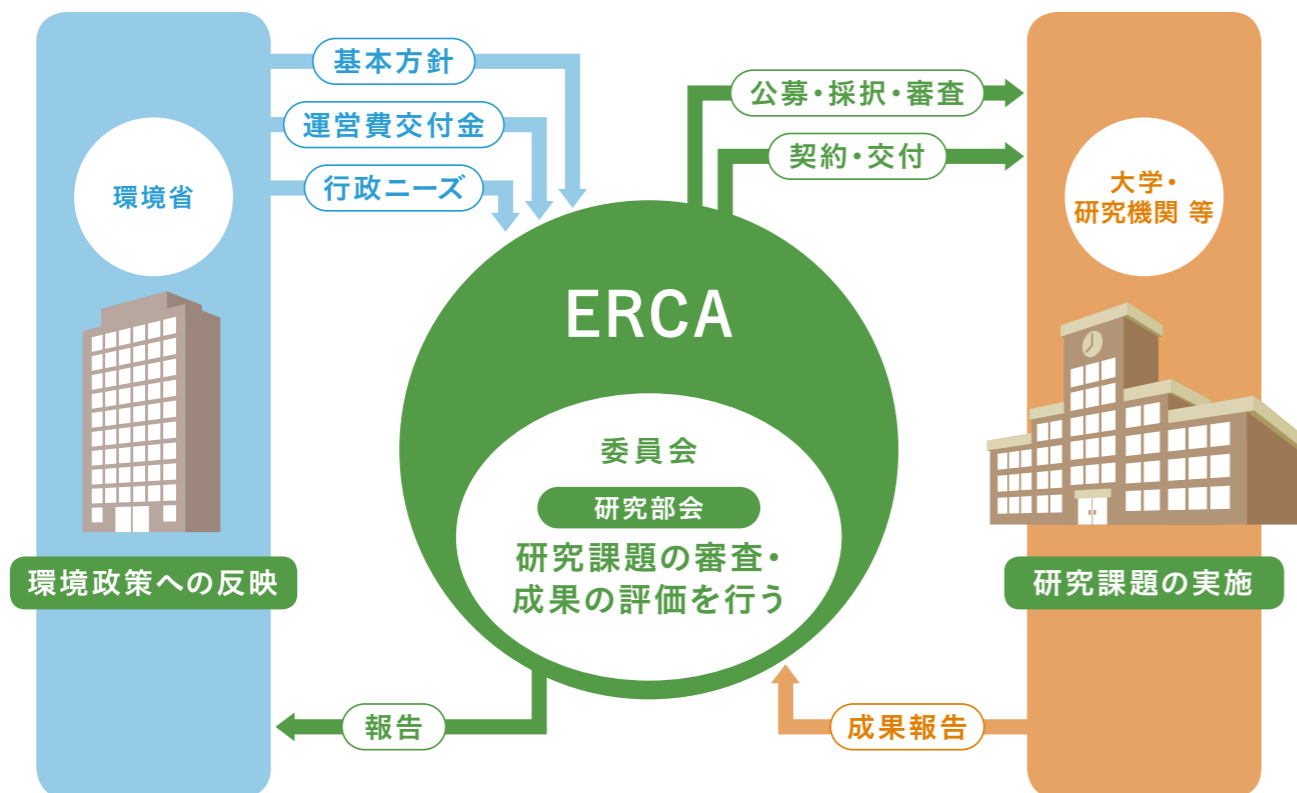 基本方針
運営費交付金
行政ニーズ
環境省
環境政策への反映
公募・採択・審査
契約・交付
大学・
研究機関 等
ERCA
委員会
研究部会
研究課題の審査・
成果の評価を行う
研究課題の実施
報告
成果報告